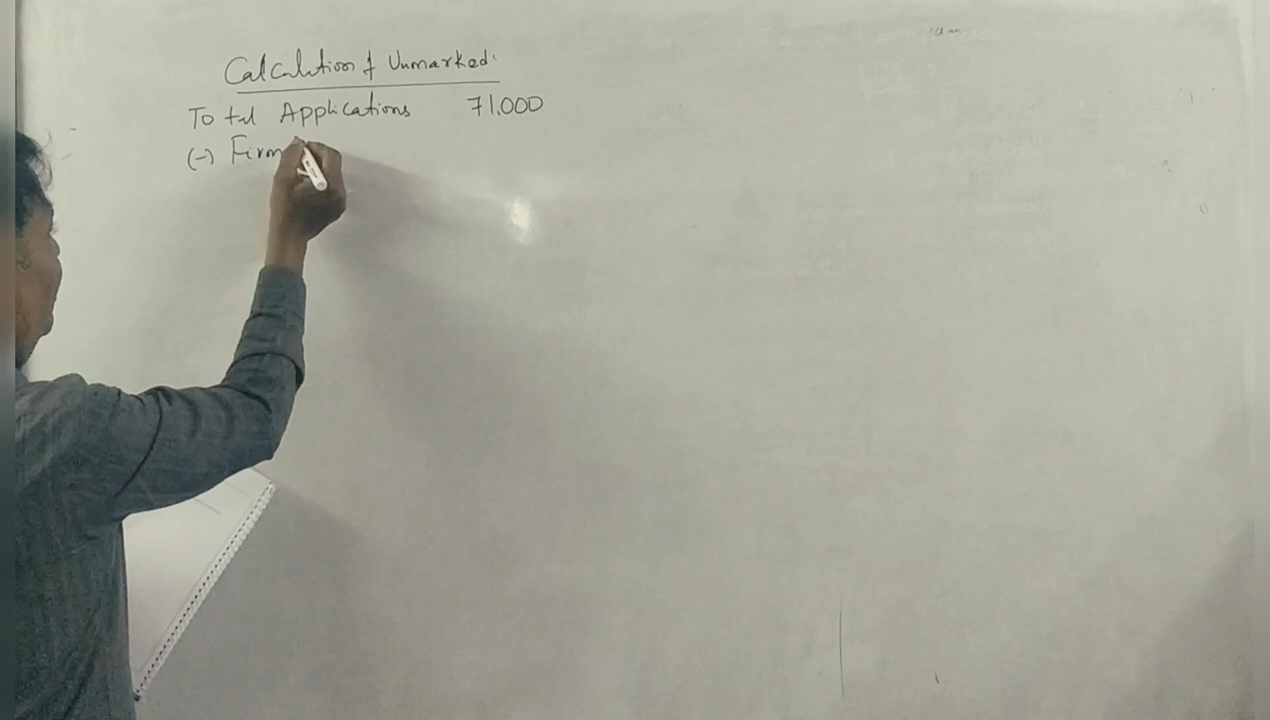 Calculation of Unmarked.
Total Applications 71.000
(-) Firm